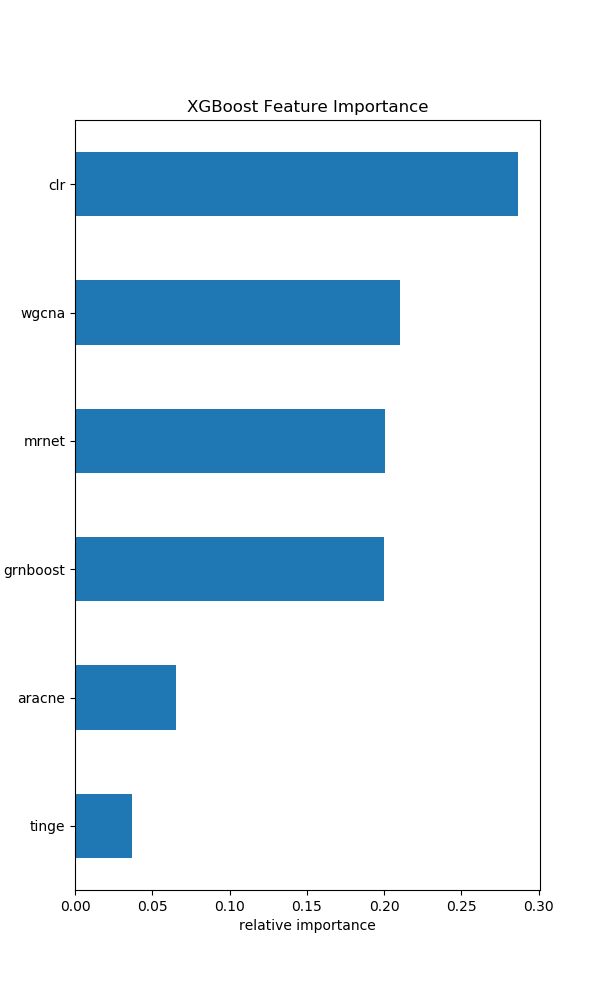 XGBoost Feature Importance
clr
wgcna
mrnet
grnboost
aracne
tinge
0.00 0.05 0.10 0.15 0.20 0.25 0.30
relative importance